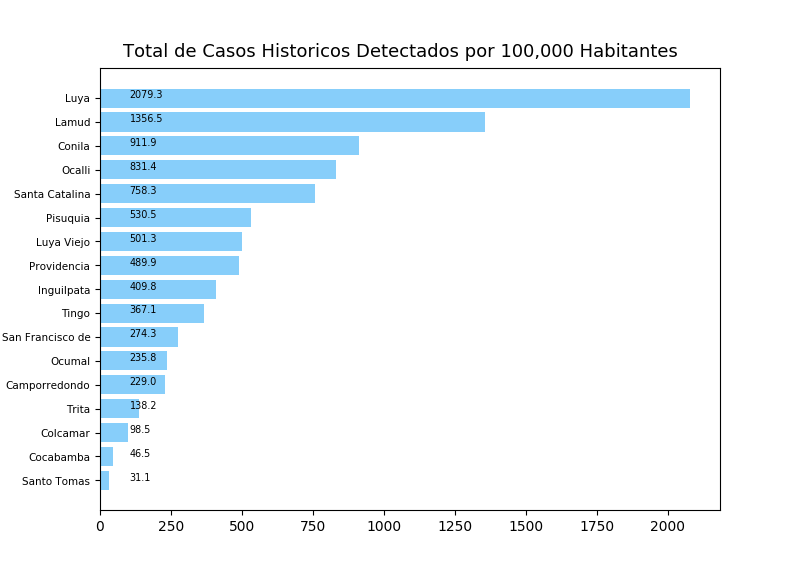 Total de Casos Historicos Detectados por 100,000 Habitantes
Luya 2079.3
Lamud 1356.5
Conila 911.9
Ocalli 831.4
Santa Catalina 758.3
Pisuquia 530.5
Luya Viejo 501.3
Providencia 489.9
Inguilpata 409.8
Tingo 367.1
San Francisco de 274.3
Ocumal 235.8
Camporredondo 229.0
Trita 138.2
Colcamar 98.5
Cocabamba 46.5
Santo Tomas 31.1
0 250 500 750 1000 1250 1500 1750 2000